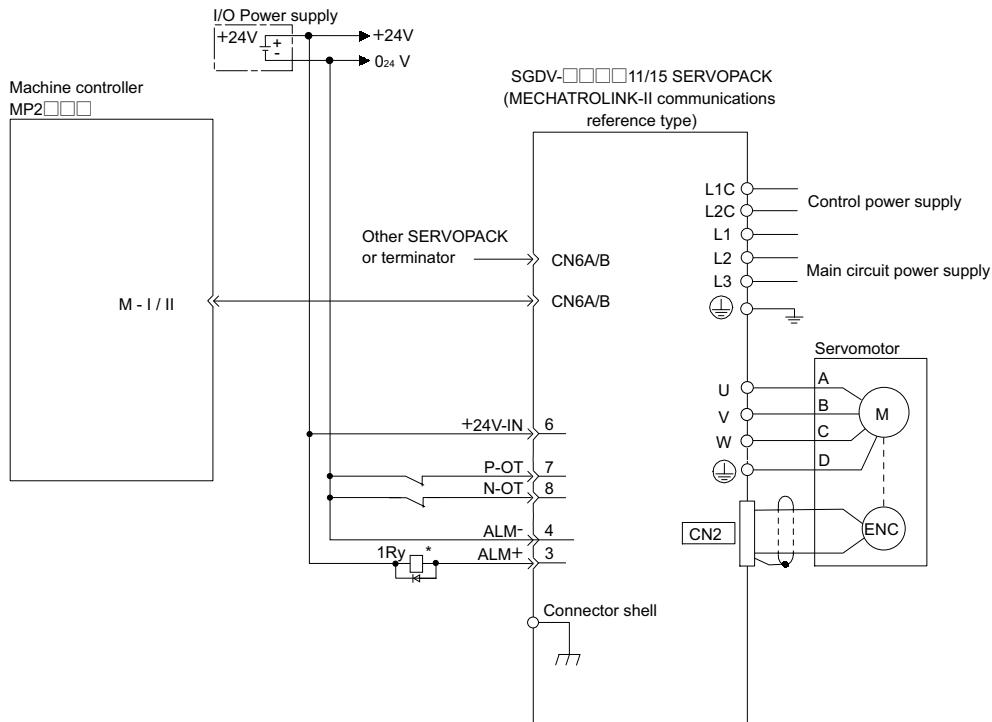 I/O Power supply
+24V
+
-
+24V
024 V
Machine controller
MP2□□□
SGDV-□□□□11/15 SERVOPACK
(MECHATROLINK-II communications
reference type)
L1C
L2C
Control power supply
L1
L2
L3
Main circuit power supply
Other SERVOPACK
or terminator
CN6A/B
M - I / II
CN6A/B
Servomotor
U
A
V
B
M
W
C
D
+24V-IN
6
P-OT
7
N-OT
8
ALM-
4
1Ry
*
ALM+
3
CN2
ENC
Connector shell